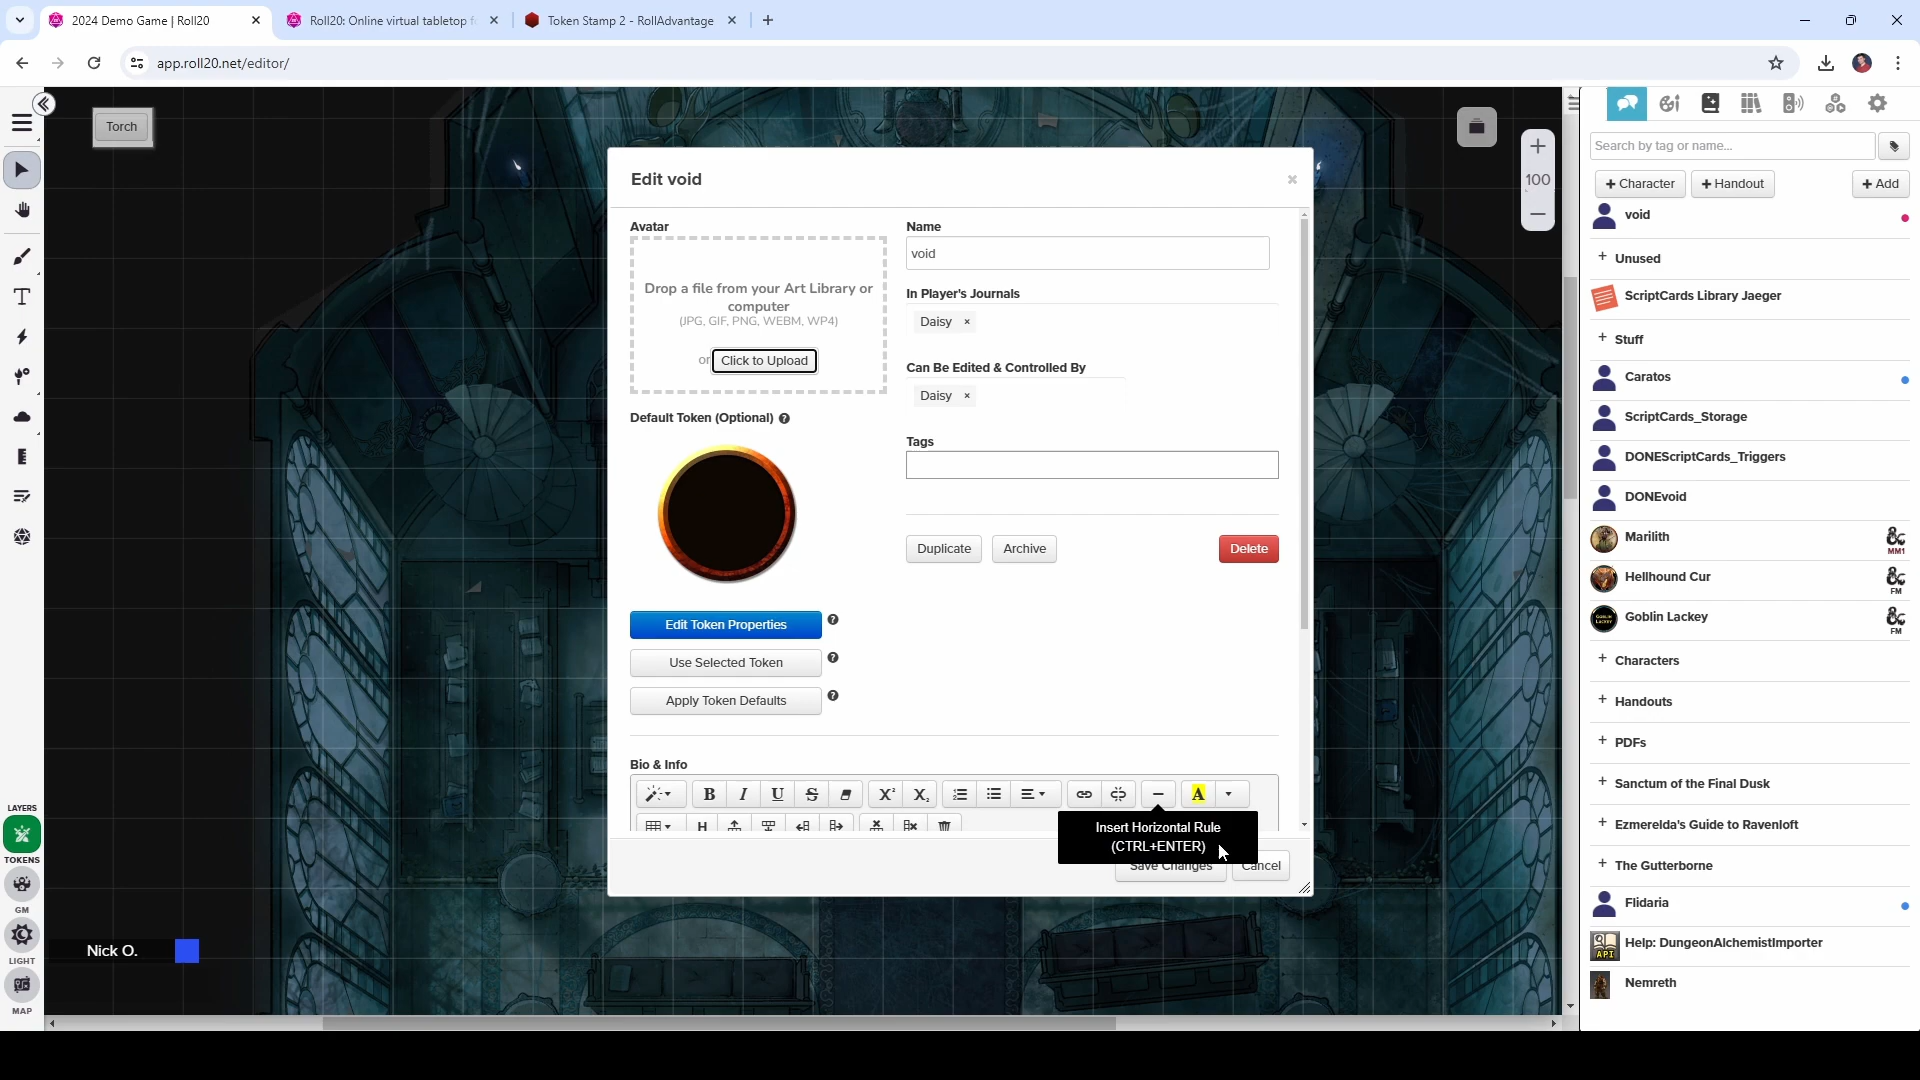 2024 Demo Game | Roll20
Roll20: Online virtual tabletop f
Token Stamp 2 - RollAdvantage
app.roll20.net/editor/
Torch
100
Search by tag or name...
+ Character
+ Handout
+ Add
void
+ Unused
ScriptCards Library Jaeger
+ Stuff
Caratos
ScriptCards_Storage
DONEScriptCards_Triggers
DONEvoid
Marilith
MM1
Hellhound Cur
FM
Goblin Lackey
FM
+ Characters
+ Handouts
+ PDFs
+ Sanctum of the Final Dusk
+ Ezmerelda's Guide to Ravenloft
+ The Gutterborne
Flidaria
API
Help: DungeonAlchemistImporter
Nemreth
Edit void
Avatar
Drop a file from your Art Library or
computer
(JPG, GIF, PNG, WEBM, WP4)
or Click to Upload
Default Token (Optional)
Edit Token Properties
Use Selected Token
Apply Token Defaults
Name
void
In Player's Journals
Daisy ×
Can Be Edited & Controlled By
Daisy ×
Tags
Duplicate
Archive
Delete
Bio & Info
B I U S
A
H
Insert Horizontal Rule
(CTRL+ENTER)
Save Changes
Cancel
LAYERS
TOKENS
GM
LIGHT
MAP
Nick O.